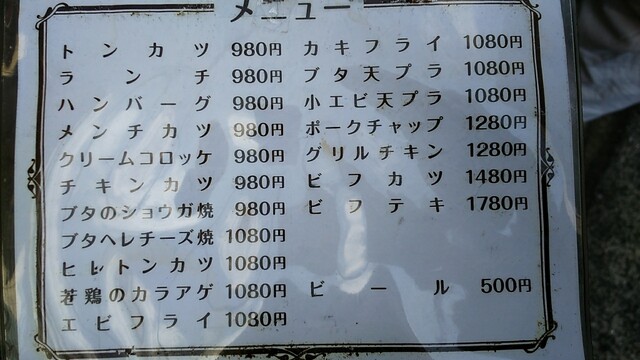 メニュー
トンカツ 980円
ランチ 980円
ハンバーグ 980円
メンチカツ 980円
クリームコロッケ 980円
チキンカツ 980円
ブタのショウガ焼 980円
ブタヘレチーズ焼 1080円
ヒレトンカツ 1080円
若鶏のカラアゲ 1080円
エビフライ 1080円
カキフライ 1080円
ブタ天プラ 1080円
小エビ天プラ 1080円
ポークチャップ 1280円
グリルチキン 1280円
ビフカツ 1480円
ビフテキ 1780円
ビール 500円